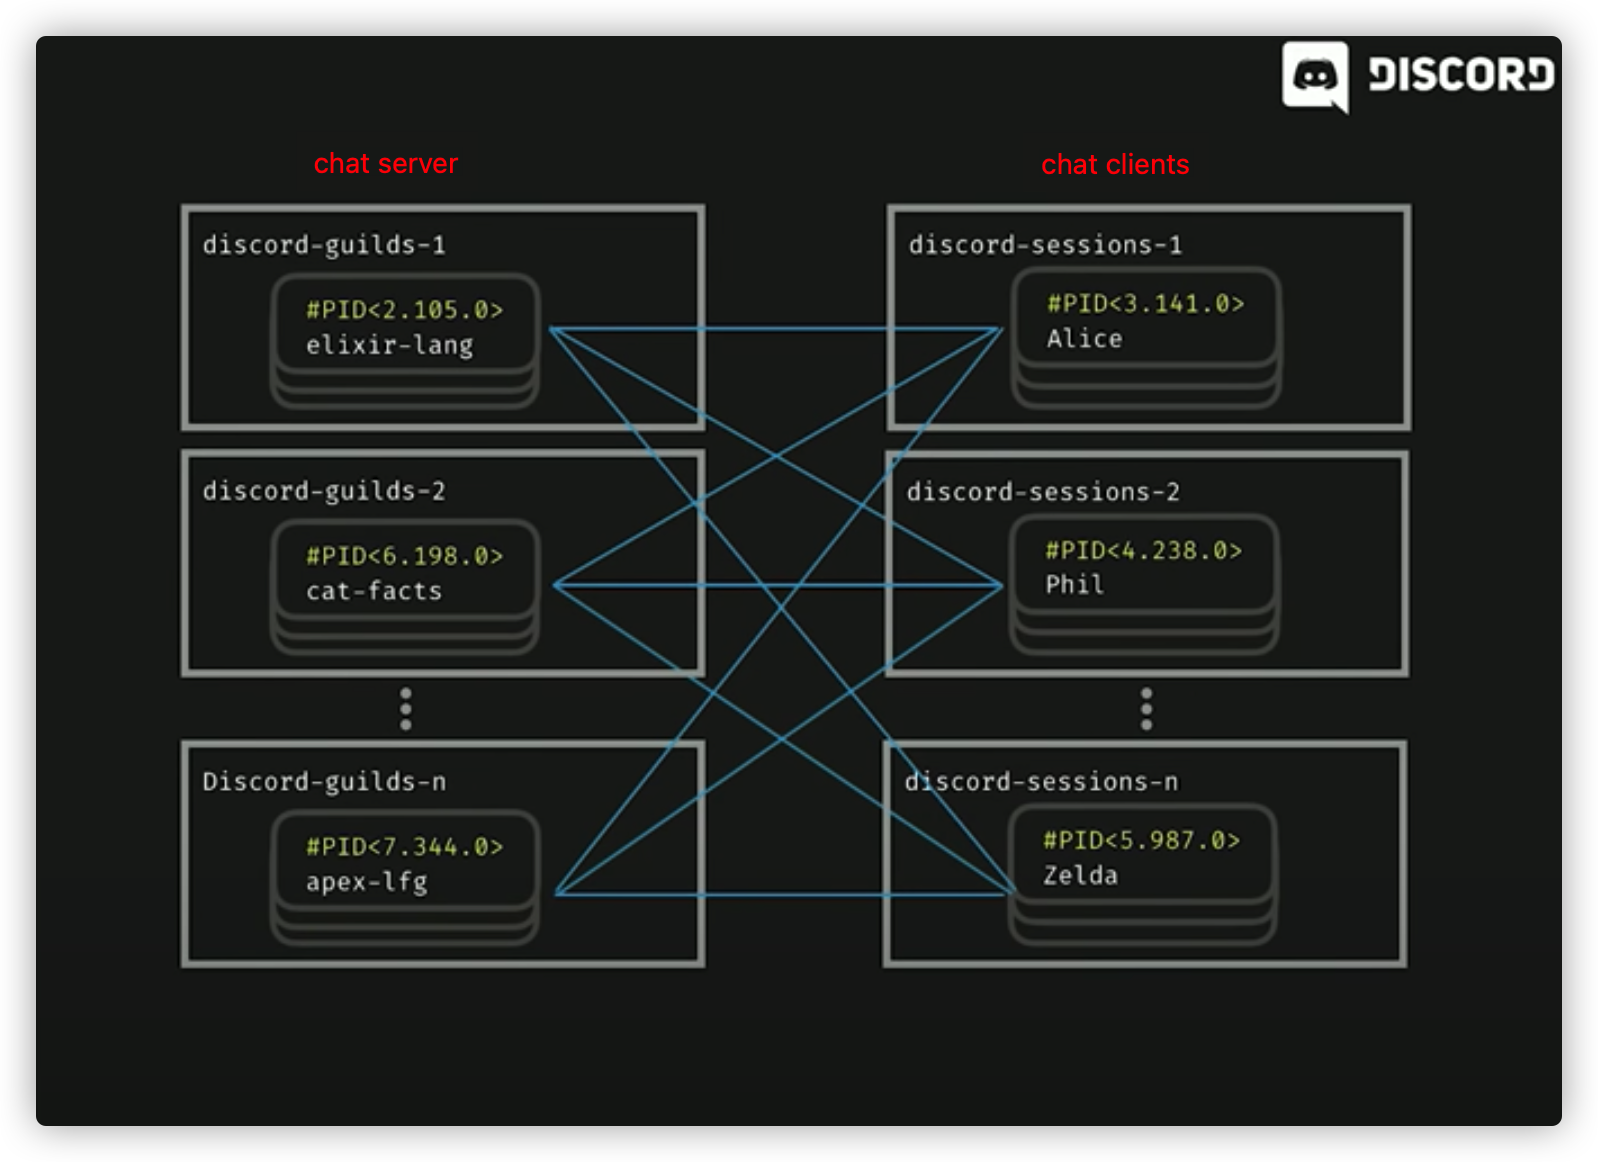 DISCORD
chat server
chat clients
discord-guilds-1
#PID<2.105.0>
elixir-lang
discord-sessions-1
#PID<3.141.0>
Alice
discord-guilds-2
#PID<6.198.0>
cat-facts
discord-sessions-2
#PID<4.238.0>
Phil
Discord-guilds-n
#PID<7.344.0>
apex-lfg
discord-sessions-n
#PID<5.987.0>
Zelda